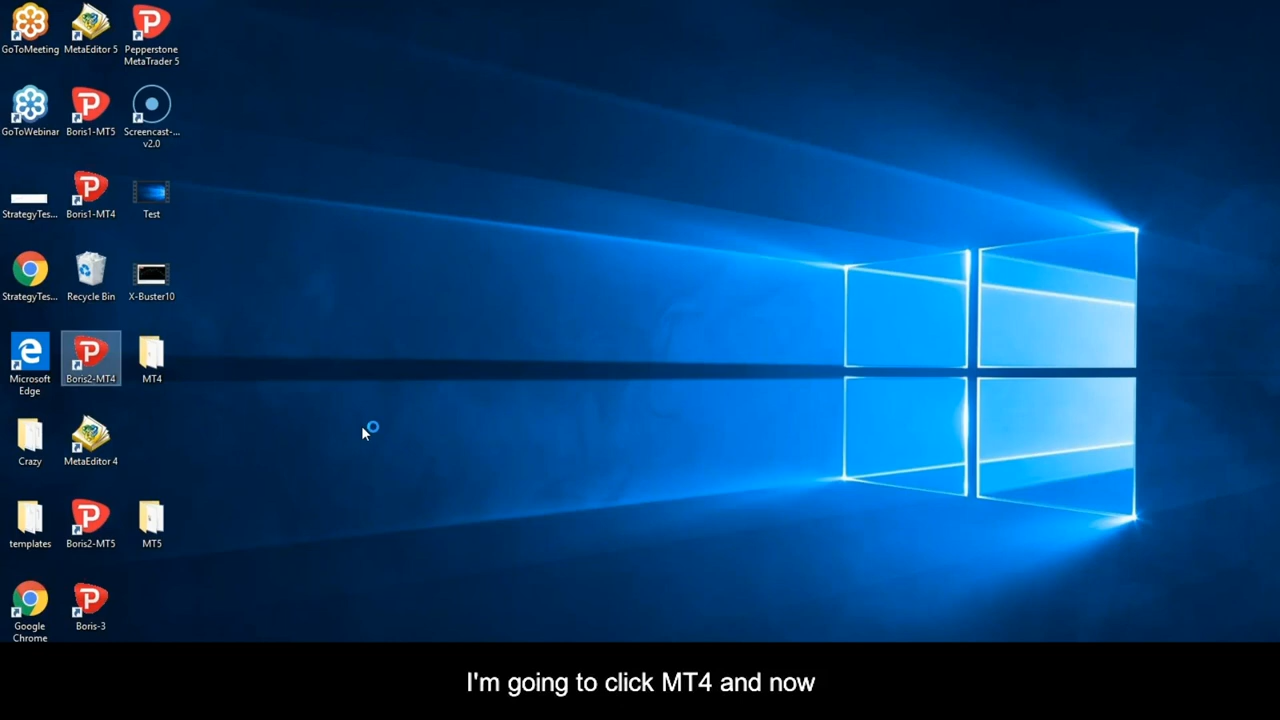 GoToMeeting
MetaEditor 5
Pepperstone
MetaTrader 5
GoToWebinar
Boris1-MT5
Screencast-...
v2.0
StrategyTes...
Boris1-MT4
Test
StrategyTes...
Recycle Bin
X-Buster10
Microsoft
Edge
Boris2-MT4
MT4
Crazy
MetaEditor 4
templates
Boris2-MT5
MT5
Google
Chrome
Boris-3
I'm going to click MT4 and now